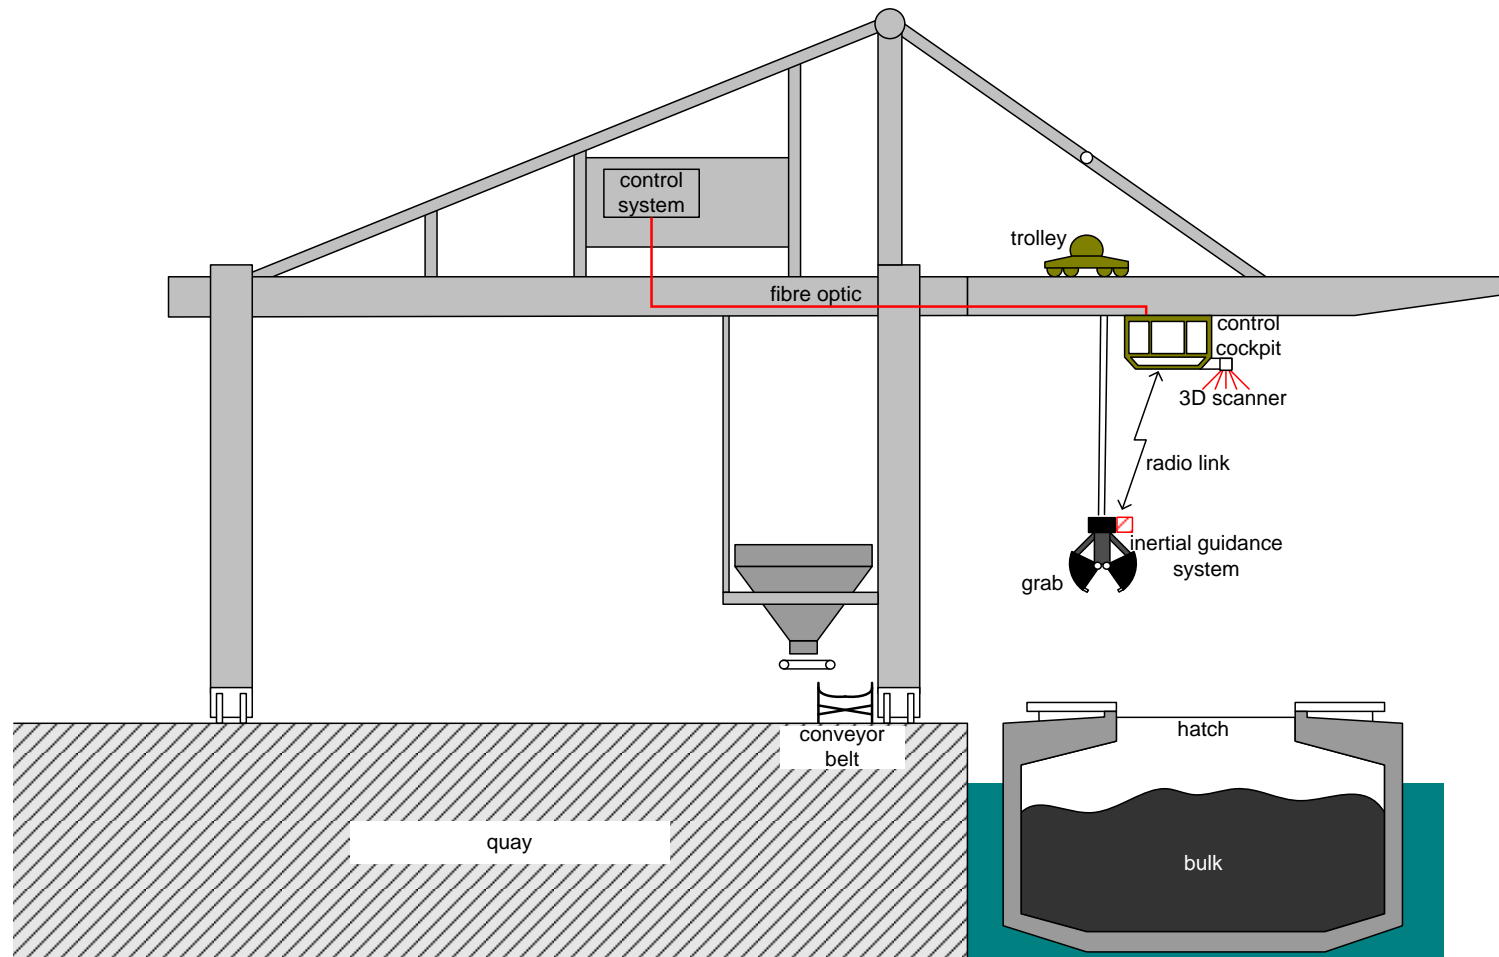 control
system
trolley
fibre optic
control
cockpit
3D scanner
radio link
inertial guidance
system
grab
conveyor
belt
hatch
quay
bulk